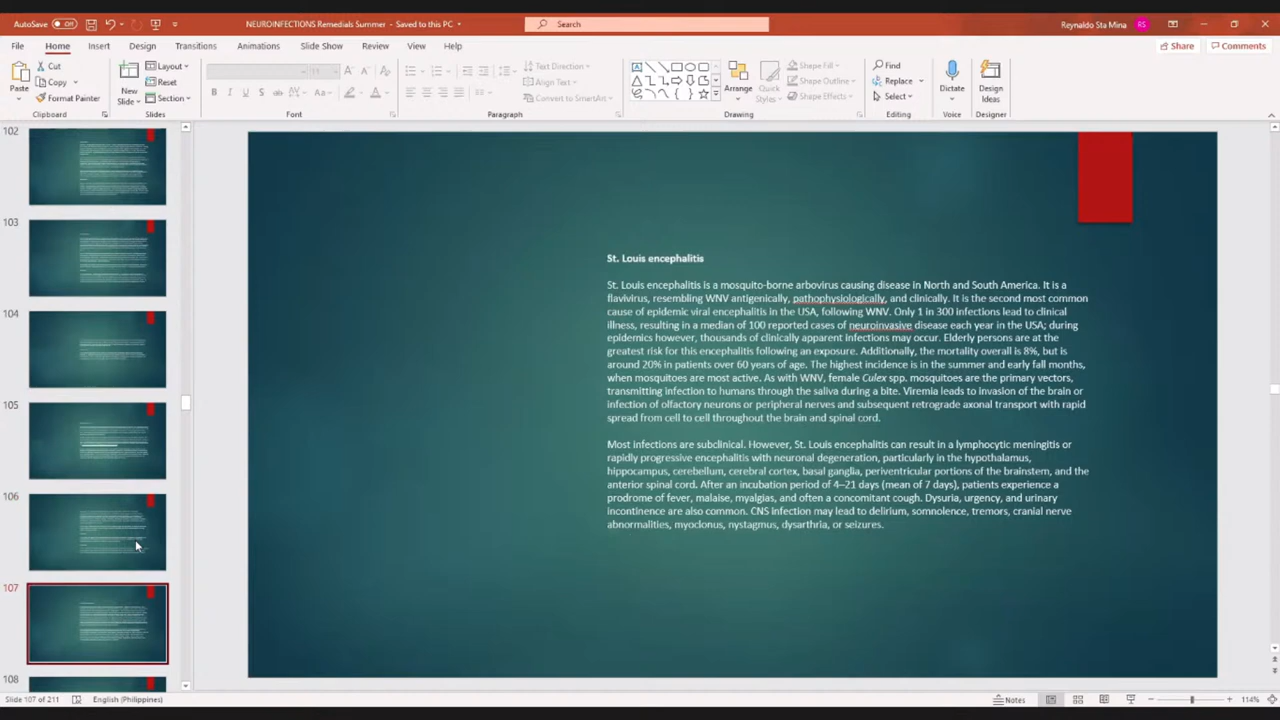 AutoSave Off NEUROINFECTIONS Remedials Summer - Saved to this PC Search Reynaldo Sta Mina RS
File Home Insert Design Transitions Animations Slide Show Review View Help Share Comments
Paste Cut Copy Format Painter New Slide Layout Reset Section B I U S Text Direction Align Text Convert to SmartArt Arrange Quick Styles Shape Fill Shape Outline Shape Effects Find Replace Select Dictate Design Ideas
Clipboard Slides Font Paragraph Drawing Editing Voice Designer
102
103
104
105
106
107
108
St. Louis encephalitis
St. Louis encephalitis is a mosquito-borne arbovirus causing disease in North and South America. It is a
flavivirus, resembling WNV antigenically, pathophysiologically, and clinically. It is the second most common
cause of epidemic viral encephalitis in the USA, following WNV. Only 1 in 300 infections lead to clinical
illness, resulting in a median of 100 reported cases of neuroinvasive disease each year in the USA; during
epidemics however, thousands of clinically apparent infections may occur. Elderly persons are at the
greatest risk for this encephalitis following an exposure. Additionally, the mortality overall is 8%, but is
around 20% in patients over 60 years of age. The highest incidence is in the summer and early fall months,
when mosquitoes are most active. As with WNV, female Culex spp. mosquitoes are the primary vectors,
transmitting infection to humans through the saliva during a bite. Viremia leads to invasion of the brain or
infection of olfactory neurons or peripheral nerves and subsequent retrograde axonal transport with rapid
spread from cell to cell throughout the brain and spinal cord.
Most infections are subclinical. However, St. Louis encephalitis can result in a lymphocytic meningitis or
rapidly progressive encephalitis with neuronal degeneration, particularly in the hypothalamus,
hippocampus, cerebellum, cerebral cortex, basal ganglia, periventricular portions of the brainstem, and the
anterior spinal cord. After an incubation period of 4–21 days (mean of 7 days), patients experience a
prodrome of fever, malaise, myalgias, and often a concomitant cough. Dysuria, urgency, and urinary
incontinence are also common. CNS infection may lead to delirium, somnolence, tremors, cranial nerve
abnormalities, myoclonus, nystagmus, dysarthria, or seizures.
Slide 107 of 211 English (Philippines) Notes 114%